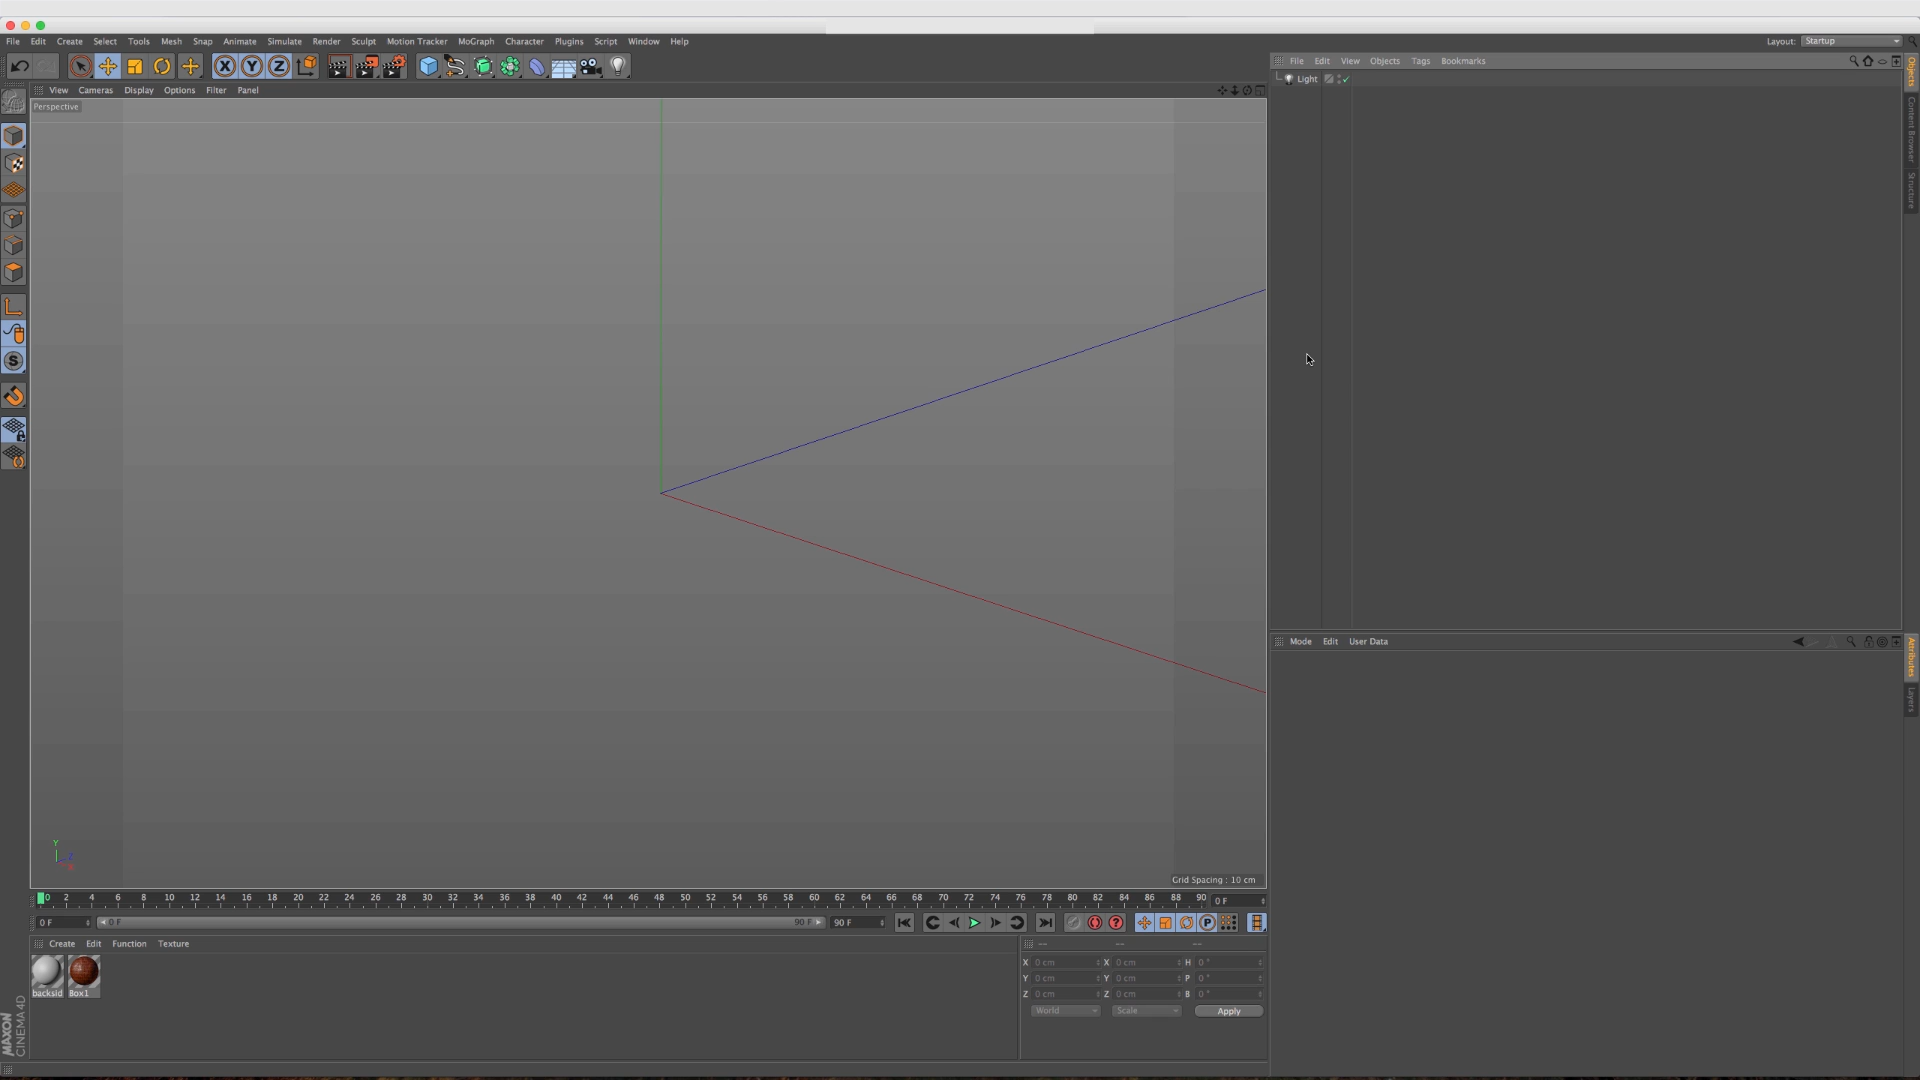 File Edit Create Select Tools Mesh Snap Animate Simulate Render Sculpt Motion Tracker MoGraph Character Plugins Script Window Help Layout: Startup
X Y Z
File Edit View Objects Tags Bookmarks
Light
View Cameras Display Options Filter Panel
Perspective
Objects
Content Browser
Structure
S
Mode Edit User Data
Attributes
Layers
Y
Grid Spacing : 10 cm
0 2 4 6 8 10 12 14 16 18 20 22 24 26 28 30 32 34 36 38 40 42 44 46 48 50 52 54 56 58 60 62 64 66 68 70 72 74 76 78 80 82 84 86 88 90 0 F
0 F 0 F 90 F 90 F ? P
Create Edit Function Texture
-- -- --
X 0 cm X 0 cm H 0 °
Y 0 cm Y 0 cm P 0 °
Z 0 cm Z 0 cm B 0 °
World Scale Apply
backsid Box1
MAXON
CINEMA 4D